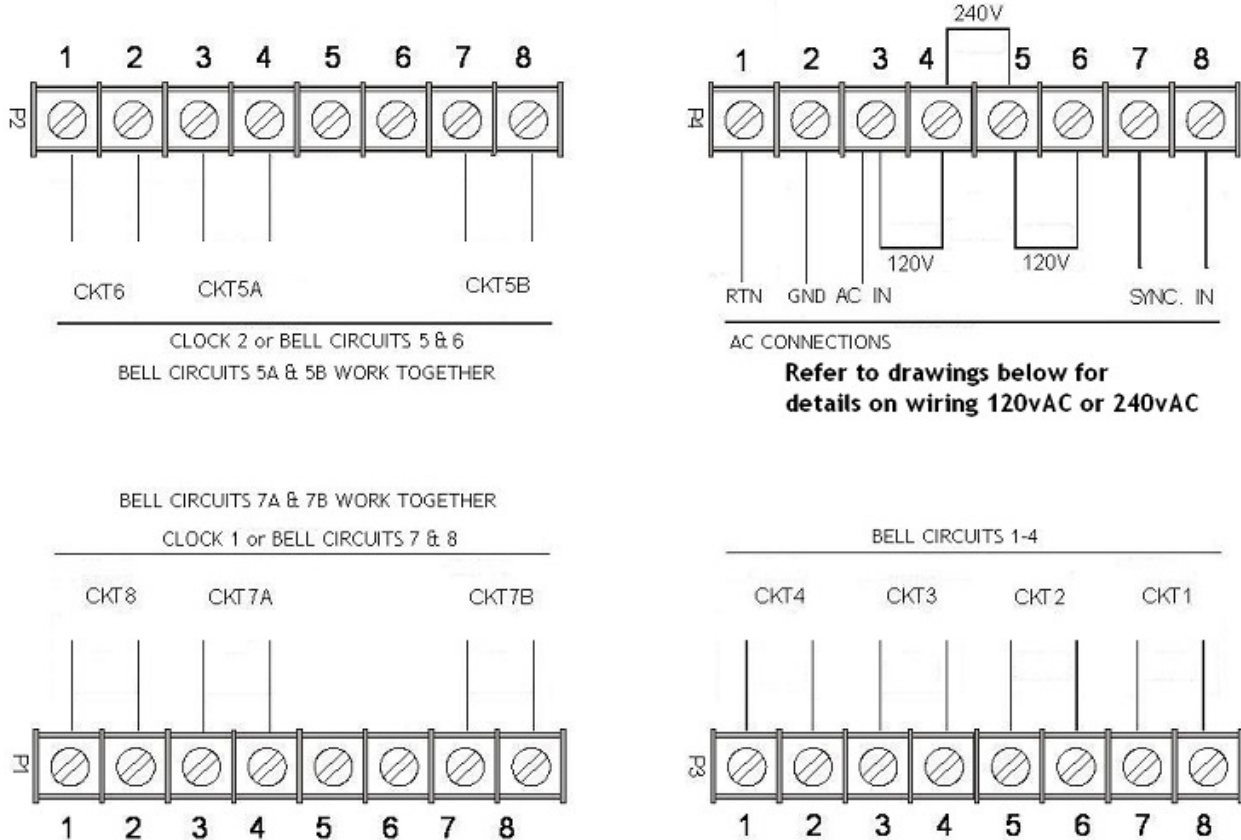 240V
1 2 3 4 5 6 7 8
1 2 3 4 5 6 7 8
P2
P4
120V
120V
CKT6 CKT5A CKT5B
RTN GND AC IN SYNC. IN
CLOCK 2 or BELL CIRCUITS 5 & 6
BELL CIRCUITS 5A & 5B WORK TOGETHER
AC CONNECTIONS
Refer to drawings below for
details on wiring 120vAC or 240vAC
BELL CIRCUITS 7A & 7B WORK TOGETHER
CLOCK 1 or BELL CIRCUITS 7 & 8
BELL CIRCUITS 1-4
CKT8 CKT7A CKT7B
CKT4 CKT3 CKT2 CKT1
P1
P3
1 2 3 4 5 6 7 8
1 2 3 4 5 6 7 8